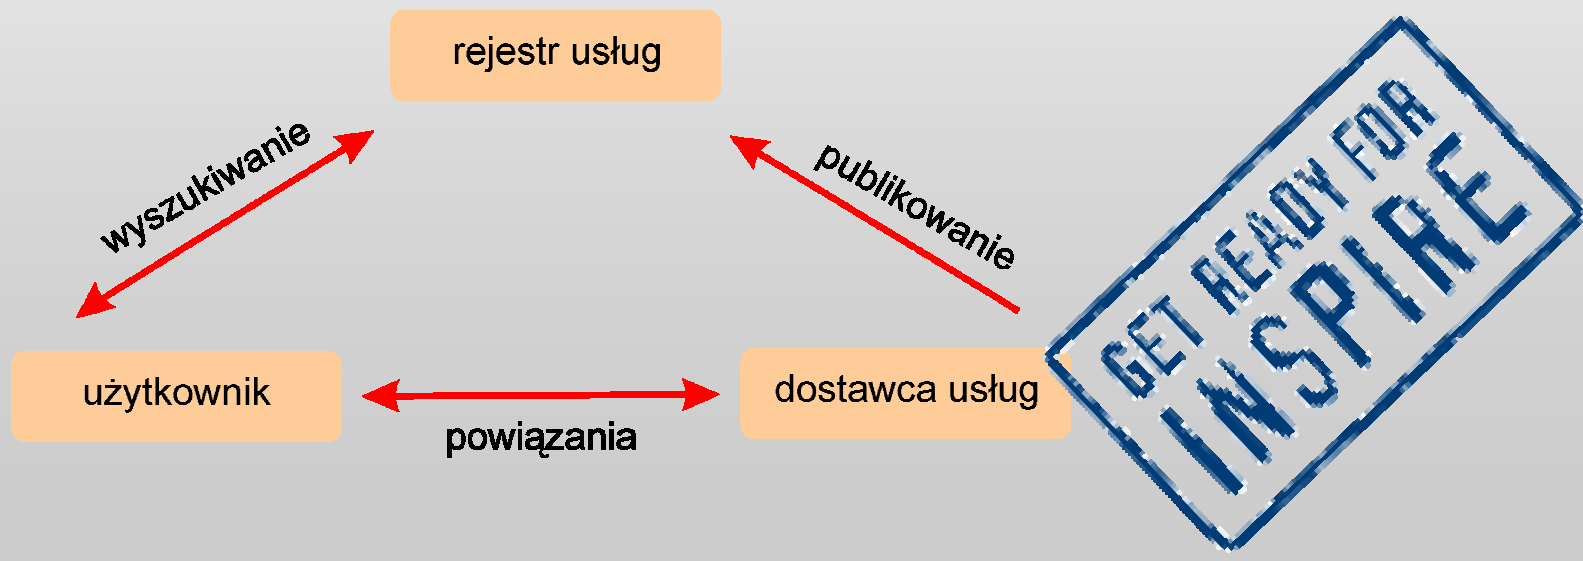 rejestr usług
wyszukiwanie
publikowanie
użytkownik
powiązania
dostawca usług
GET READY FOR
INSPIRE